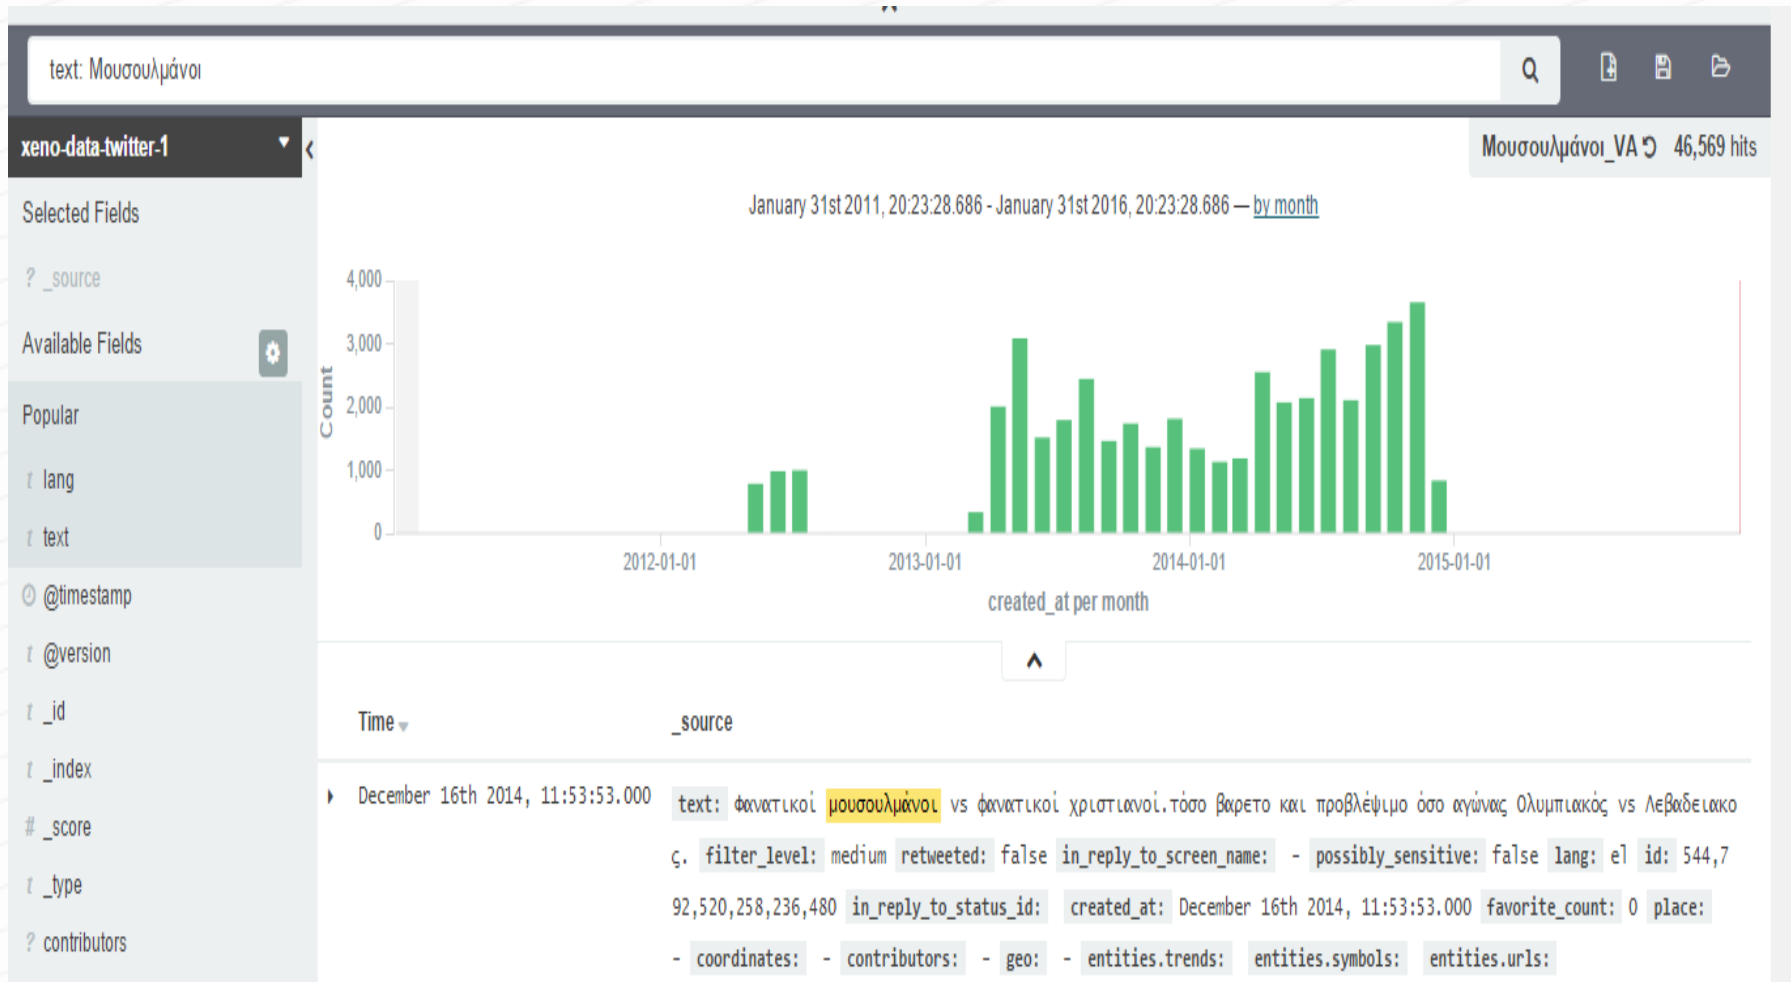 text: Μουσουλμάνοι
xeno-data-twitter-1
Μουσουλμάνοι_VA 46,569 hits
Selected Fields
? _source
Available Fields
Popular
t lang
t text
@timestamp
t @version
t _id
t _index
# _score
t _type
? contributors
January 31st 2011, 20:23:28.686 - January 31st 2016, 20:23:28.686 — by month
Count
4,000
3,000
2,000
1,000
0
2012-01-01 2013-01-01 2014-01-01 2015-01-01
created_at per month
Time _source
December 16th 2014, 11:53:53.000 text: Φανατικοί μουσουλμάνοι vs φανατικοί χριστιανοί.τόσο βαρετο και προβλέψιμο όσο αγώνας Ολυμπιακός vs Λεβαδειακο
ς. filter_level: medium retweeted: false in_reply_to_screen_name: - possibly_sensitive: false lang: el id: 544,7
92,520,258,236,480 in_reply_to_status_id: created_at: December 16th 2014, 11:53:53.000 favorite_count: 0 place:
- coordinates: - contributors: - geo: - entities.trends: entities.symbols: entities.urls: